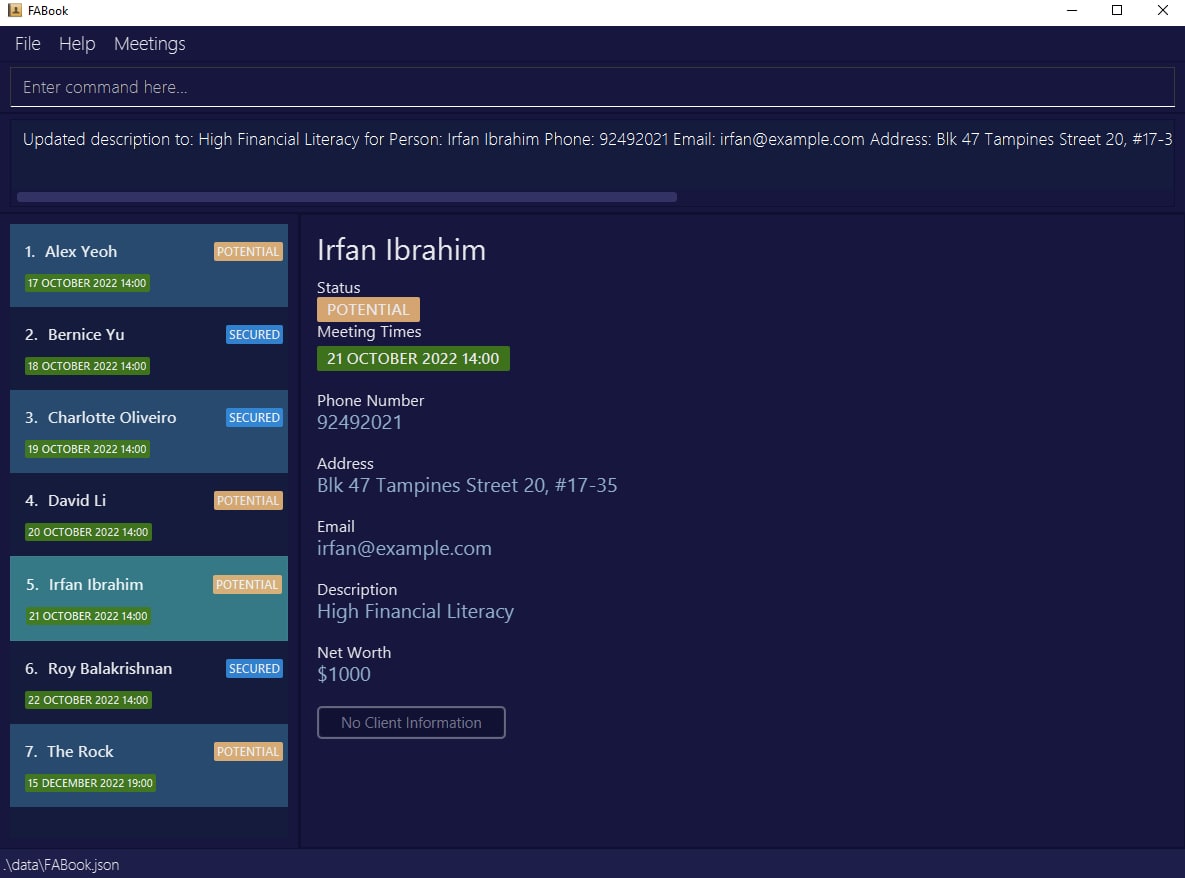 FABook
File Help Meetings
Enter command here...
Updated description to: High Financial Literacy for Person: Irfan Ibrahim Phone: 92492021 Email: irfan@example.com Address: Blk 47 Tampines Street 20, #17-3
1. Alex Yeoh POTENTIAL
17 OCTOBER 2022 14:00
2. Bernice Yu SECURED
18 OCTOBER 2022 14:00
3. Charlotte Oliveiro SECURED
19 OCTOBER 2022 14:00
4. David Li POTENTIAL
20 OCTOBER 2022 14:00
5. Irfan Ibrahim POTENTIAL
21 OCTOBER 2022 14:00
6. Roy Balakrishnan SECURED
22 OCTOBER 2022 14:00
7. The Rock POTENTIAL
15 DECEMBER 2022 19:00
Irfan Ibrahim
Status
POTENTIAL
Meeting Times
21 OCTOBER 2022 14:00
Phone Number
92492021
Address
Blk 47 Tampines Street 20, #17-35
Email
irfan@example.com
Description
High Financial Literacy
Net Worth
$1000
No Client Information
.\data\FABook.json